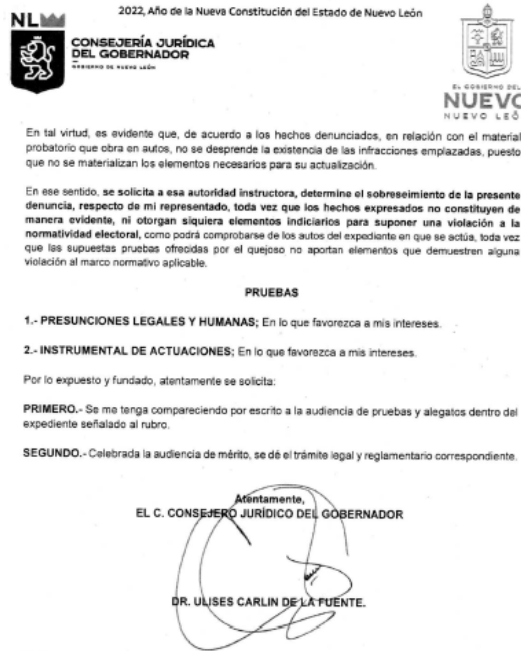 2022, Año de la Nueva Constitución del Estado de Nuevo León
NL
CONSEJERÍA JURÍDICA
DEL GOBERNADOR
GOBIERNO DE NUEVO LEÓN
EL GOBIERNO DEL
NUEVO
NUEVO LEÓ
En tal virtud, es evidente que, de acuerdo a los hechos denunciados, en relación con el material
probatorio que obra en autos, no se desprende la existencia de las infracciones emplazadas, puesto
que no se materializan los elementos necesarios para su actualización.
En ese sentido, se solicita a esa autoridad instructora, determine el sobreseimiento de la presente
denuncia, respecto de mi representado, toda vez que los hechos expresados no constituyen de
manera evidente, ni otorgan siquiera elementos indiciarios para suponer una violación a la
normatividad electoral, como podrá comprobarse de los autos del expediente en que se actúa, toda vez
que las supuestas pruebas ofrecidas por el quejoso no aportan elementos que demuestren alguna
violación al marco normativo aplicable.
PRUEBAS
1.- PRESUNCIONES LEGALES Y HUMANAS; En lo que favorezca a mis intereses.
2.- INSTRUMENTAL DE ACTUACIONES; En lo que favorezca a mis intereses.
Por lo expuesto y fundado, atentamente se solicita:
PRIMERO.- Se me tenga compareciendo por escrito a la audiencia de pruebas y alegatos dentro del
expediente señalado al rubro.
SEGUNDO.- Celebrada la audiencia de mérito, se dé el trámite legal y reglamentario correspondiente.
Atentamente,
EL C. CONSEJERO JURÍDICO DEL GOBERNADOR
DR. ULISES CARLIN DE LA FUENTE.